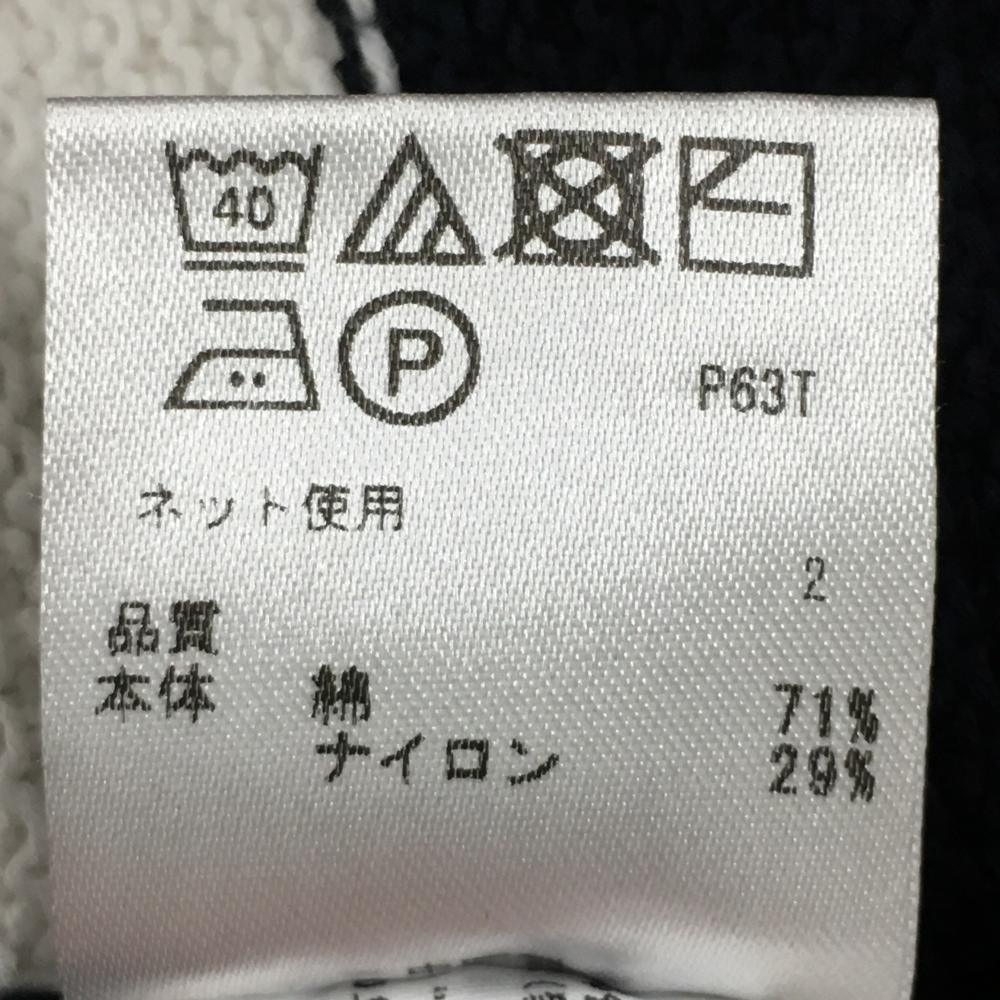 40
P
P63T
ネット使用
2
品質
本体 綿 71%
ナイロン 29%